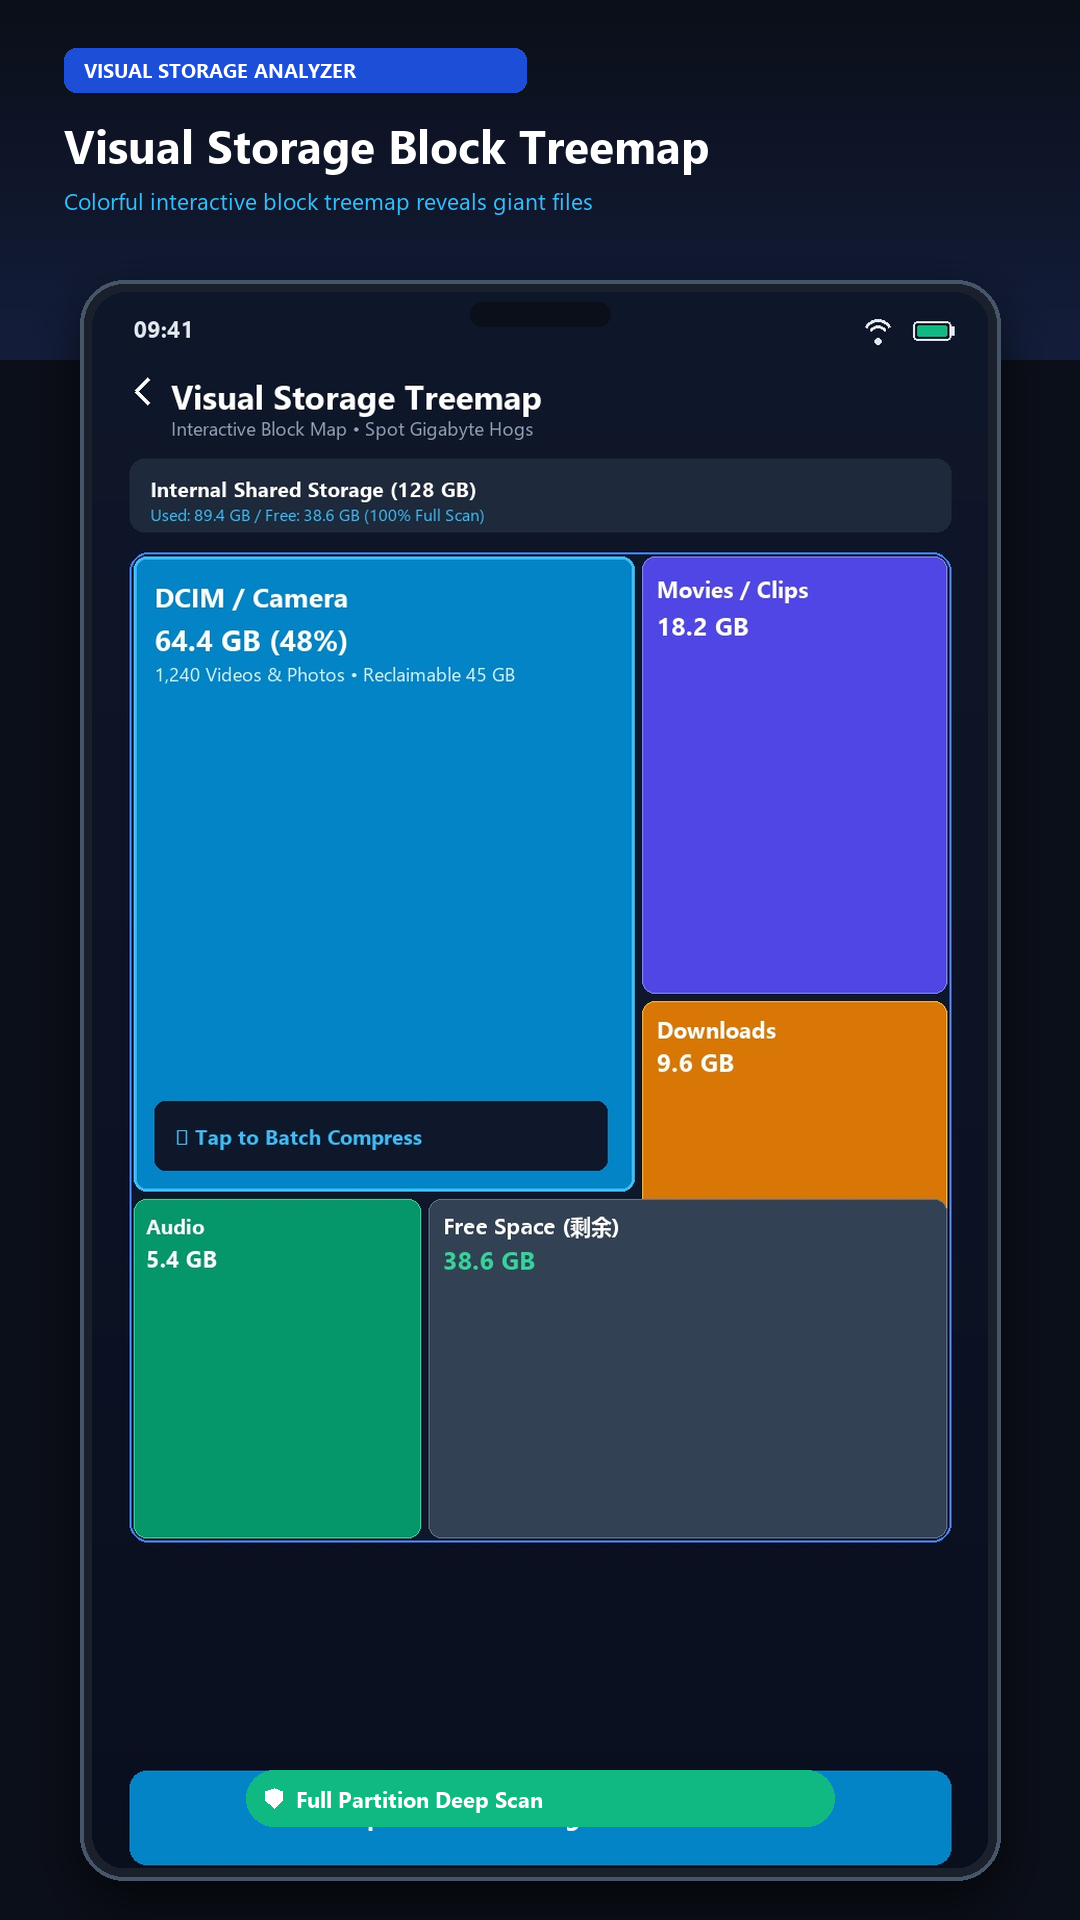 VISUAL STORAGE ANALYZER
Visual Storage Block Treemap
Colorful interactive block treemap reveals giant files
09:41
Visual Storage Treemap
Interactive Block Map • Spot Gigabyte Hogs
Internal Shared Storage (128 GB)
Used: 89.4 GB / Free: 38.6 GB (100% Full Scan)
DCIM / Camera
64.4 GB (48%)
1,240 Videos & Photos • Reclaimable 45 GB
Tap to Batch Compress
Movies / Clips
18.2 GB
Downloads
9.6 GB
Audio
5.4 GB
Free Space (剩余)
38.6 GB
Full Partition Deep Scan